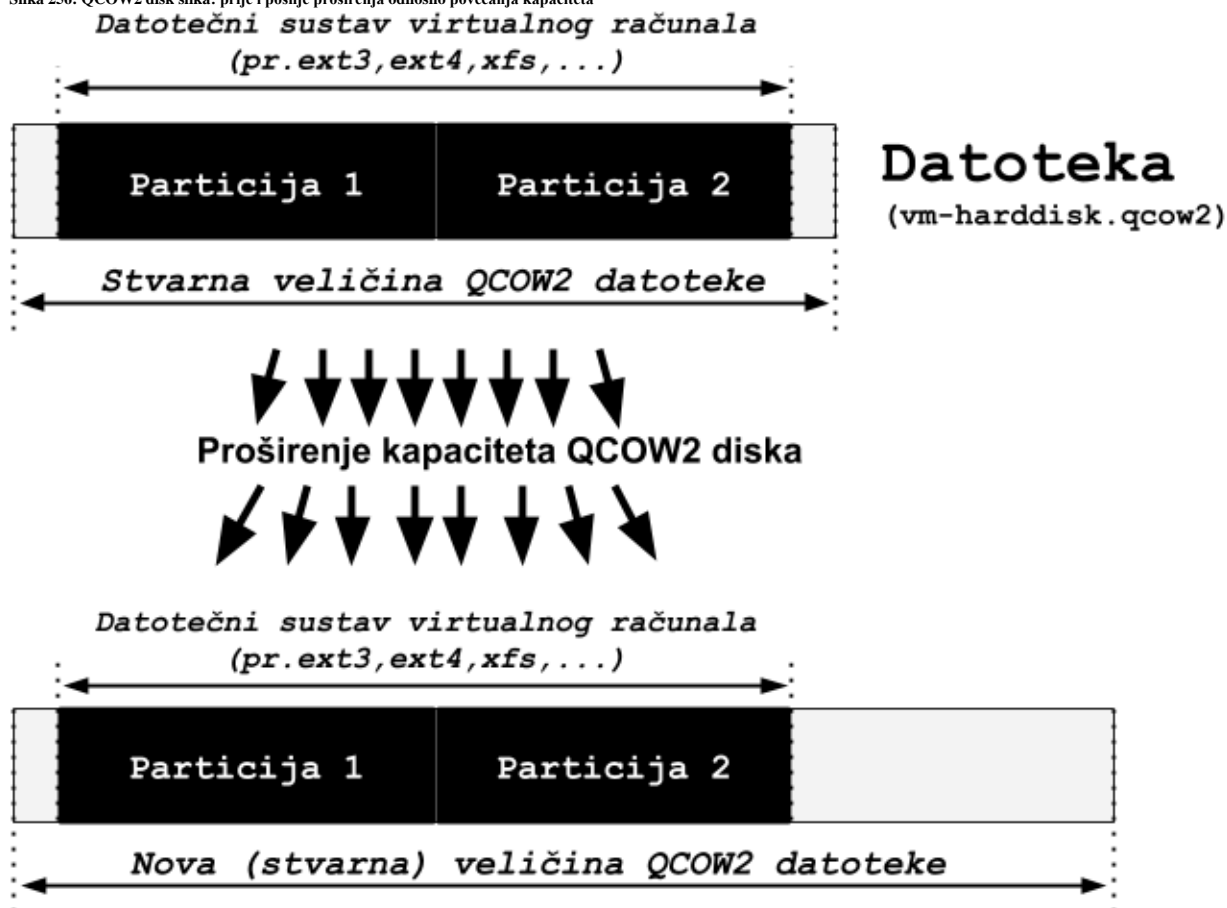 Slika 256: QCOW2 disk slika: prije i poslije proširenja odnosno povećanja kapaciteta
Datotečni sustav virtualnog računala
(pr.ext3,ext4,xfs,...)
Particija 1
Particija 2
Datoteka
(vm-harddisk.qcow2)
Stvarna veličina QCOW2 datoteke
Proširenje kapaciteta QCOW2 diska
Datotečni sustav virtualnog računala
(pr.ext3,ext4,xfs,...)
Particija 1
Particija 2
Nova (stvarna) veličina QCOW2 datoteke